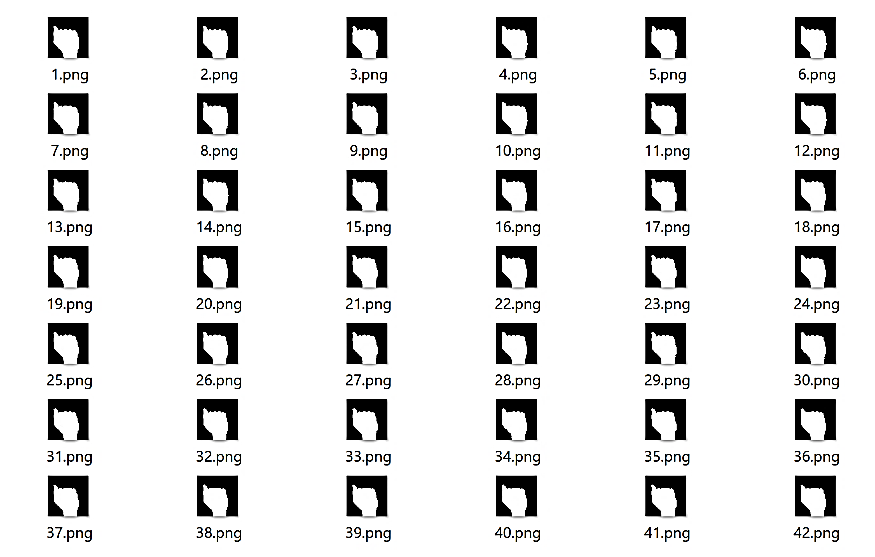 1.png 2.png 3.png 4.png 5.png 6.png
7.png 8.png 9.png 10.png 11.png 12.png
13.png 14.png 15.png 16.png 17.png 18.png
19.png 20.png 21.png 22.png 23.png 24.png
25.png 26.png 27.png 28.png 29.png 30.png
31.png 32.png 33.png 34.png 35.png 36.png
37.png 38.png 39.png 40.png 41.png 42.png